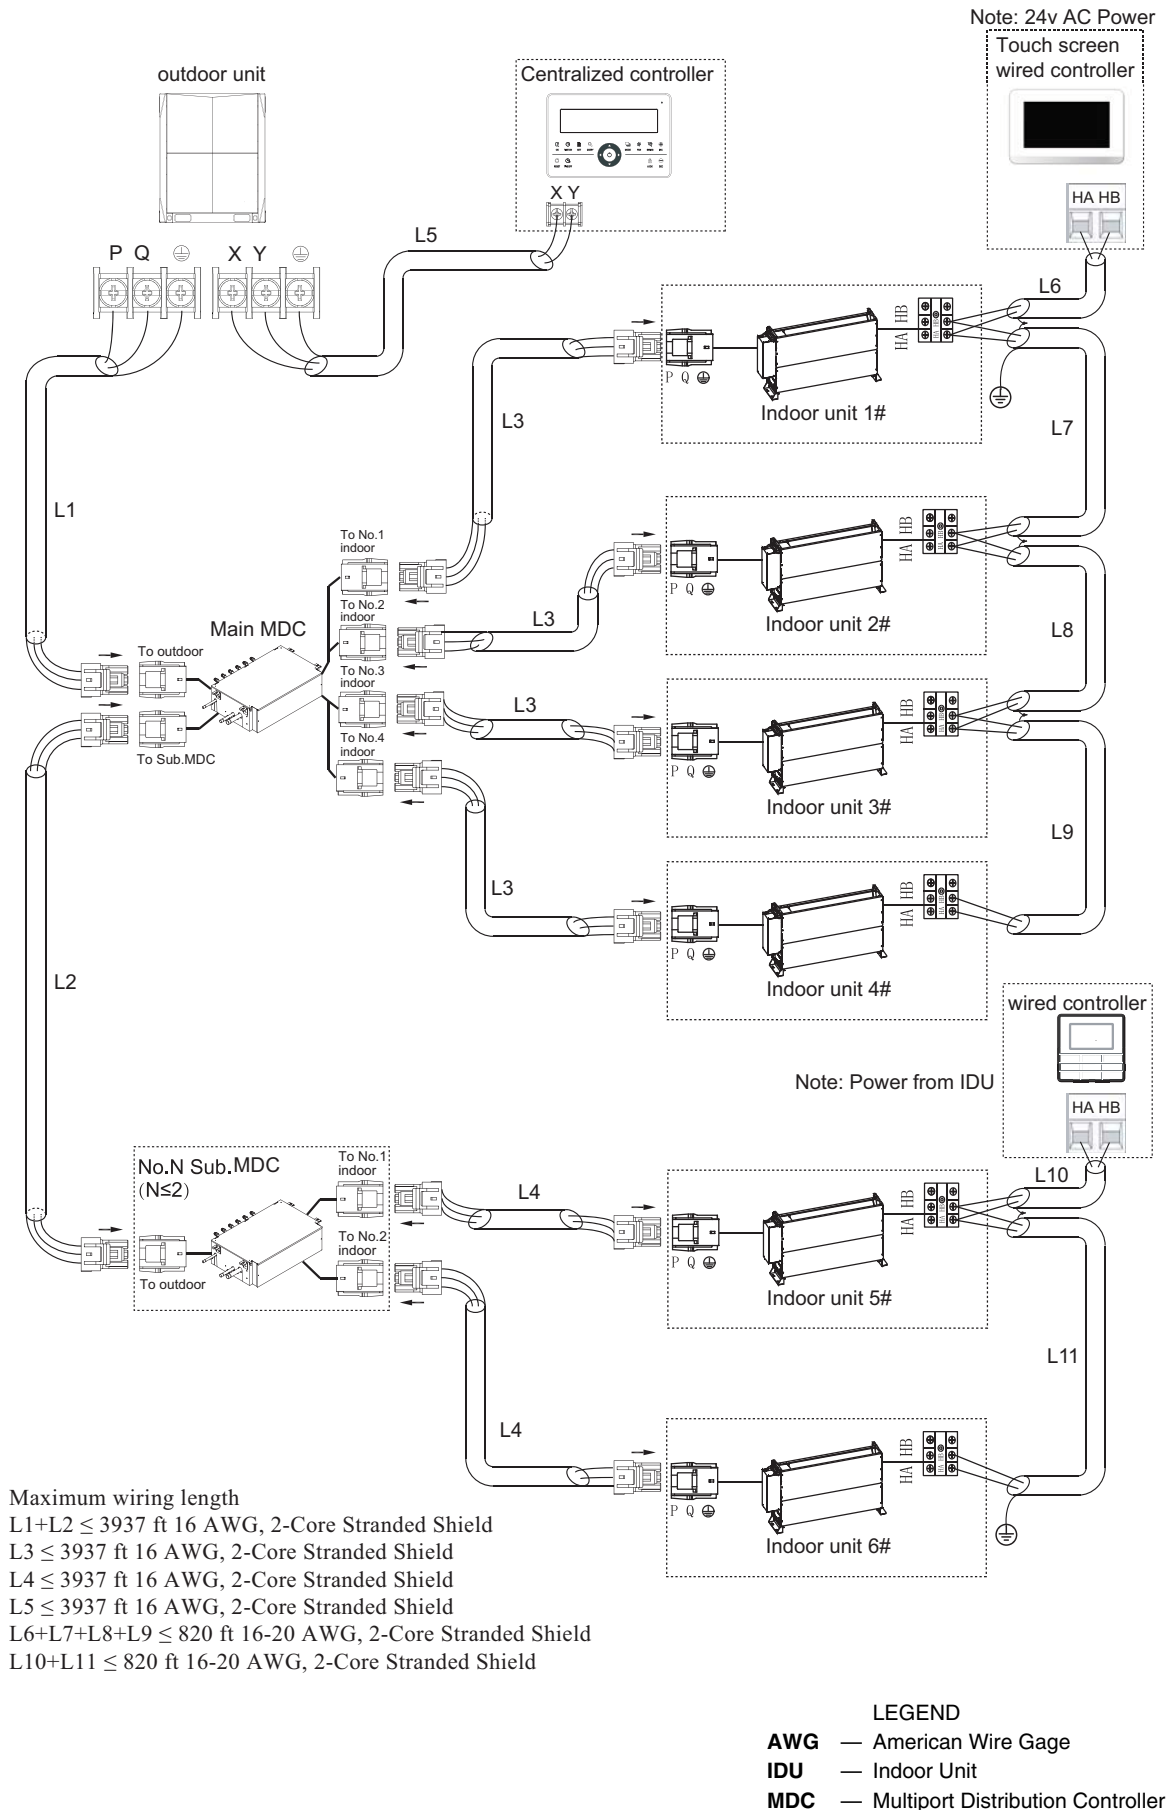 Note: 24v AC Power
Touch screen
wired controller
HA HB
outdoor unit
Centralized controller
X Y
P Q
X Y
L5
L6
HB
HA
P Q
Indoor unit 1#
L3
L7
L1
To No.1
indoor
HB
HA
P Q
Indoor unit 2#
To No.2
indoor
L3
L8
Main MDC
To outdoor
To No.3
indoor
L3
HB
HA
P Q
Indoor unit 3#
To No.4
indoor
To Sub.MDC
L9
L3
HB
HA
P Q
Indoor unit 4#
L2
wired controller
Note: Power from IDU
HA HB
No.N Sub.MDC
(N≤2)
To No.1
indoor
L4
L10
HB
HA
P Q
Indoor unit 5#
To No.2
indoor
To outdoor
L11
L4
HB
HA
P Q
Indoor unit 6#
Maximum wiring length
L1+L2 ≤ 3937 ft 16 AWG, 2-Core Stranded Shield
L3 ≤ 3937 ft 16 AWG, 2-Core Stranded Shield
L4 ≤ 3937 ft 16 AWG, 2-Core Stranded Shield
L5 ≤ 3937 ft 16 AWG, 2-Core Stranded Shield
L6+L7+L8+L9 ≤ 820 ft 16-20 AWG, 2-Core Stranded Shield
L10+L11 ≤ 820 ft 16-20 AWG, 2-Core Stranded Shield
LEGEND
AWG — American Wire Gage
IDU — Indoor Unit
MDC — Multiport Distribution Controller